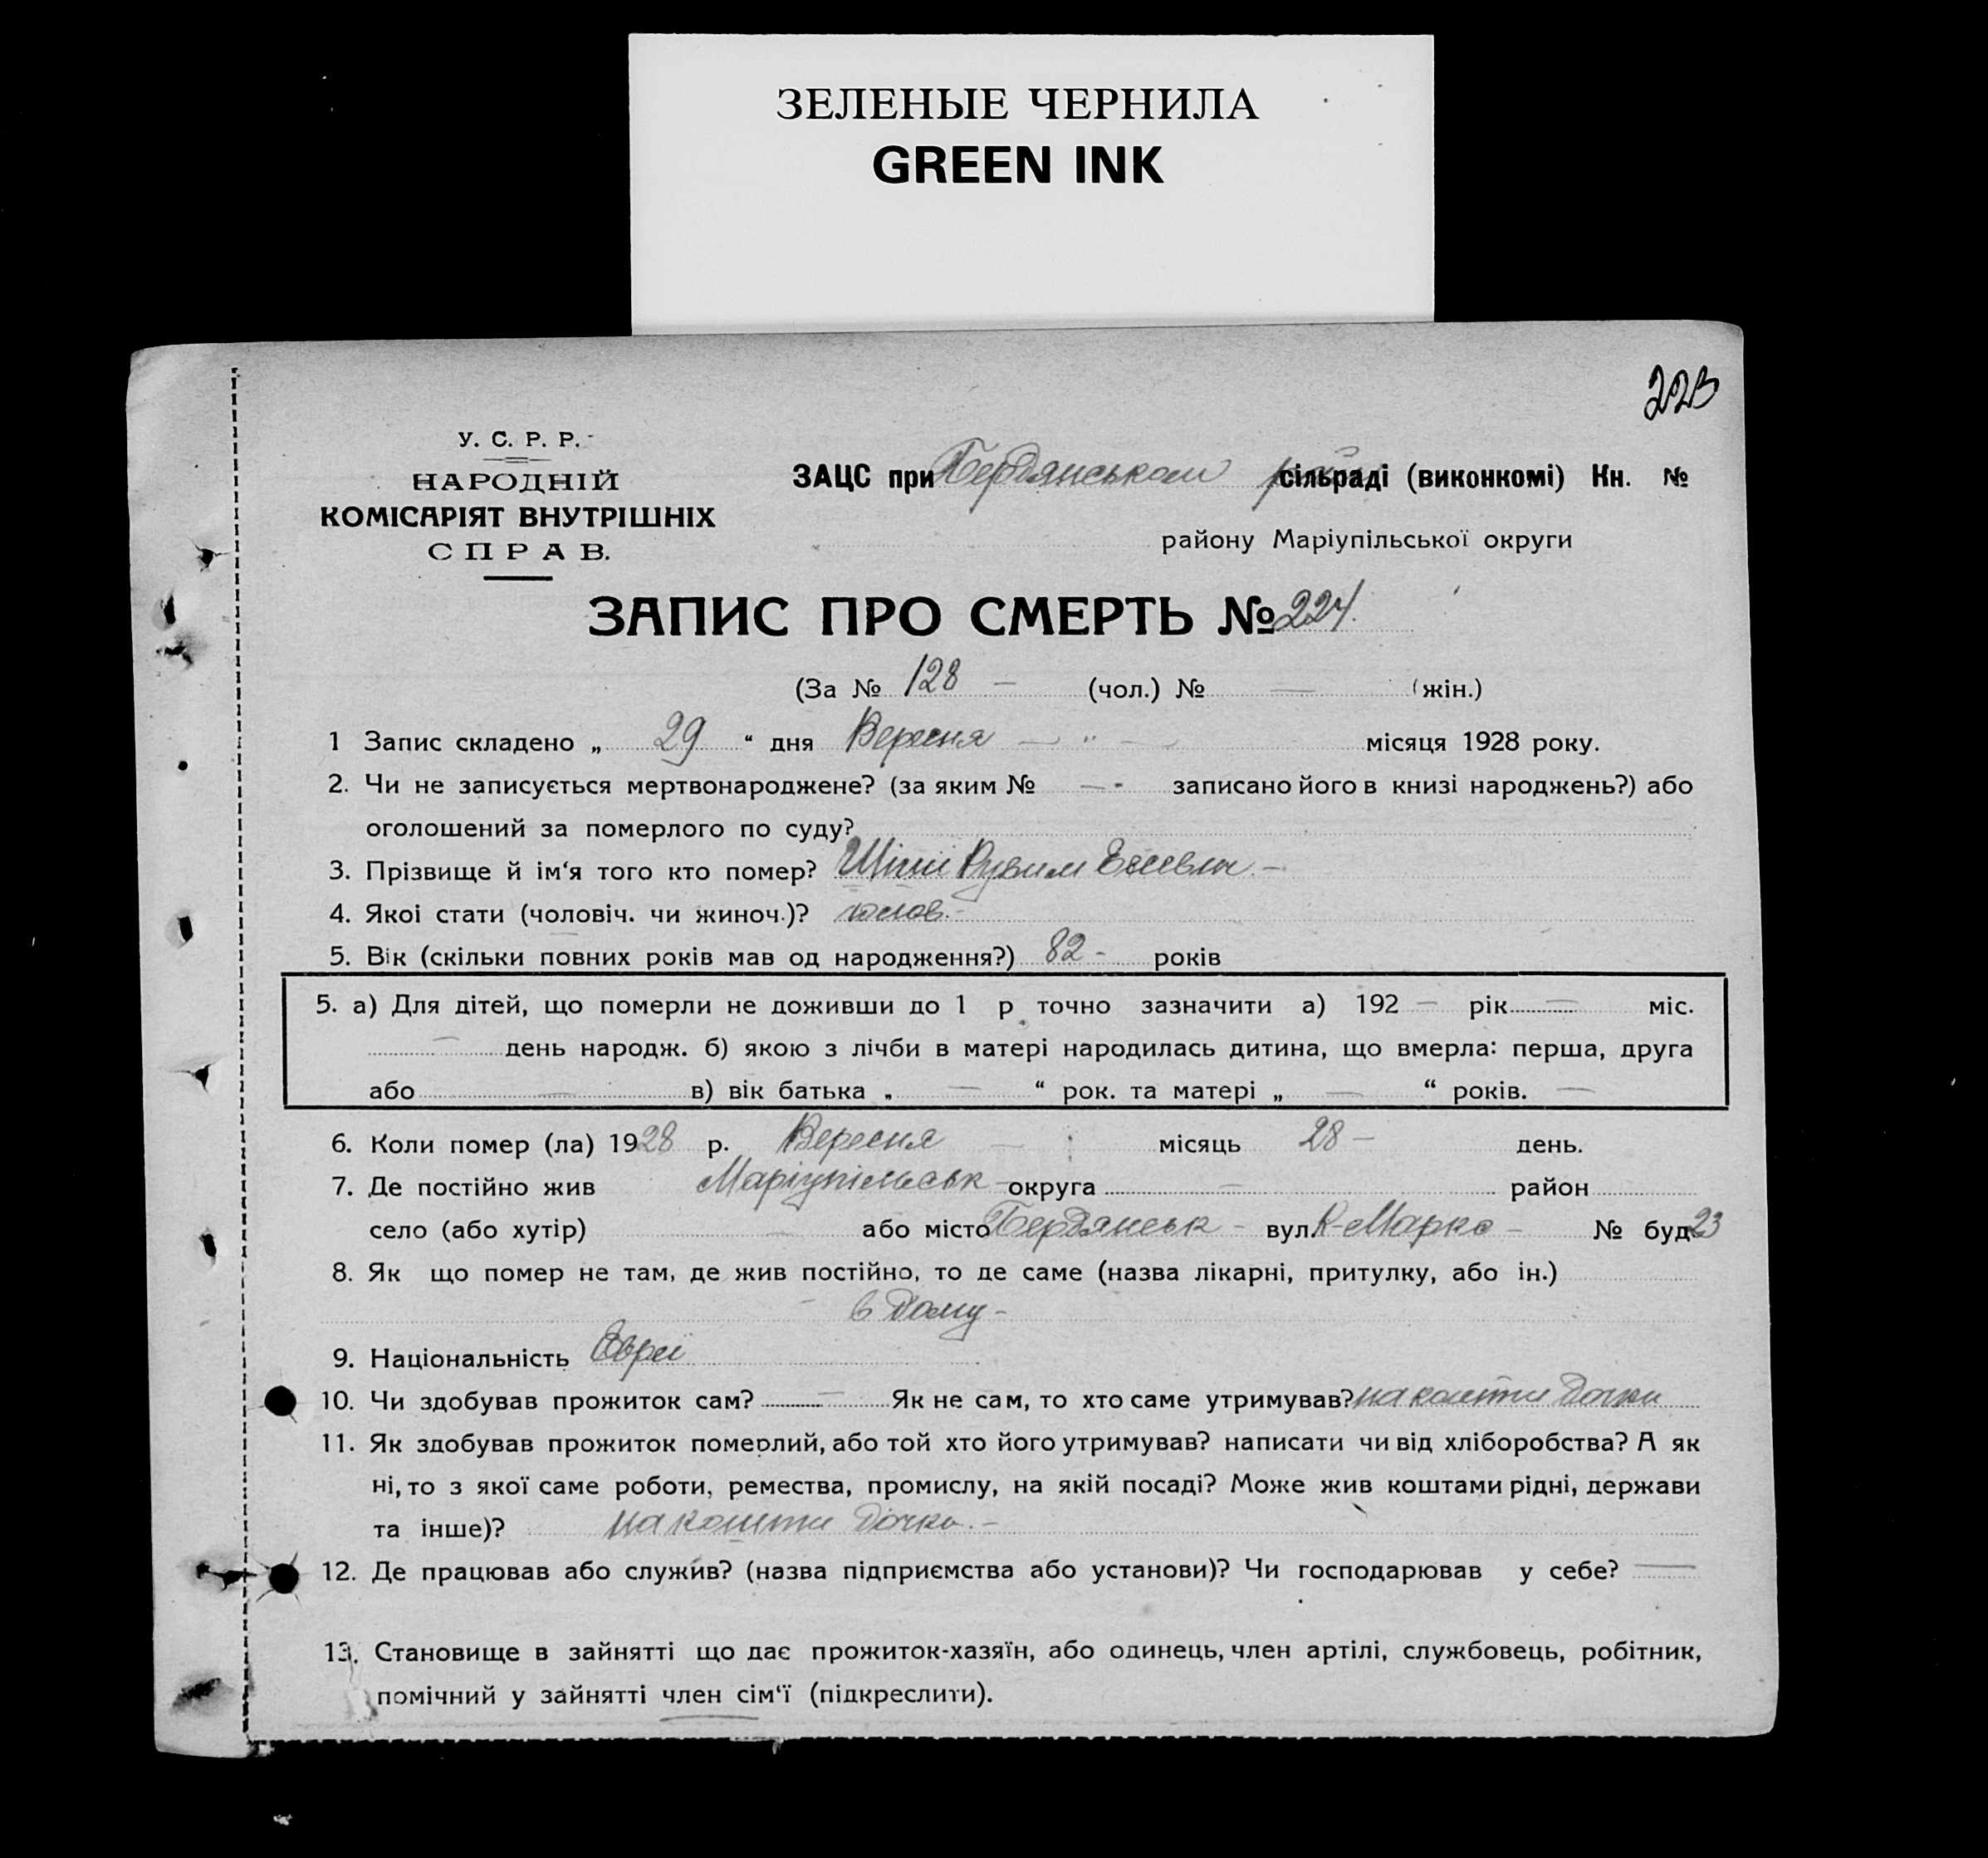 ЗЕЛЕНЫЕ ЧЕРНИЛА
GREEN INK
223
У. С. Р. Р.
НАРОДНІЙ
КОМІСАРІЯТ ВНУТРІШНІХ
СПРАВ.
ЗАЦС при Бердянськом сільраді (виконкомі) Кн. №
району Маріупільської округи
ЗАПИС ПРО СМЕРТЬ № 224.
(За № 128 — (чол.) № — (жін.)
1 Запис складено „ 29 “ дня Вересня — " — місяця 1928 року.
2. Чи не записується мертвонароджене? (за яким № — - записано його в книзі народжень?) або
оголошений за померлого по суду?
3. Прізвище й ім‘я того кто помер? Рувим
4. Якої стати (чоловіч. чи жиноч.)? чолов. -
5. Вік (скільки повних років мав од народження?) 82 - років
5. а) Для дітей, що померли не доживши до 1 р точно зазначити а) 192 — рік — міс.
— день народж. б) якою з лічби в матері народилась дитина, що вмерла: перша, друга
або — в) вік батька „ — “ рок. та матері „ — “ років. —
6. Коли помер (ла) 1928 р. Вересня — місяць 28 — день.
7. Де постійно жив Маріупільськ округа — район
село (або хутір) — або місто Бердянськ - вул. К-Маркс - № буд 23
8. Як що помер не там, де жив постійно, то де саме (назва лікарні, притулку, або ін.)
- в дому -
9. Національність Єврей
10. Чи здобував прожиток сам? — Як не сам, то хто саме утримував? на кошти дочки
11. Як здобував прожиток померлий, або той хто його утримував? написати чи від хліборобства? А як
ні, то з якої саме роботи, ремества, промислу, на якій посаді? Може жив коштами рідні, держави
та інше)? на кошти дочки. -
12. Де працював або служив? (назва підприємства або установи)? Чи господарював у себе? —
13. Становище в зайнятті що дає прожиток-хазяїн, або одинець, член артілі, службовець, робітник,
помічний у зайнятті член сім‘ї (підкреслити).